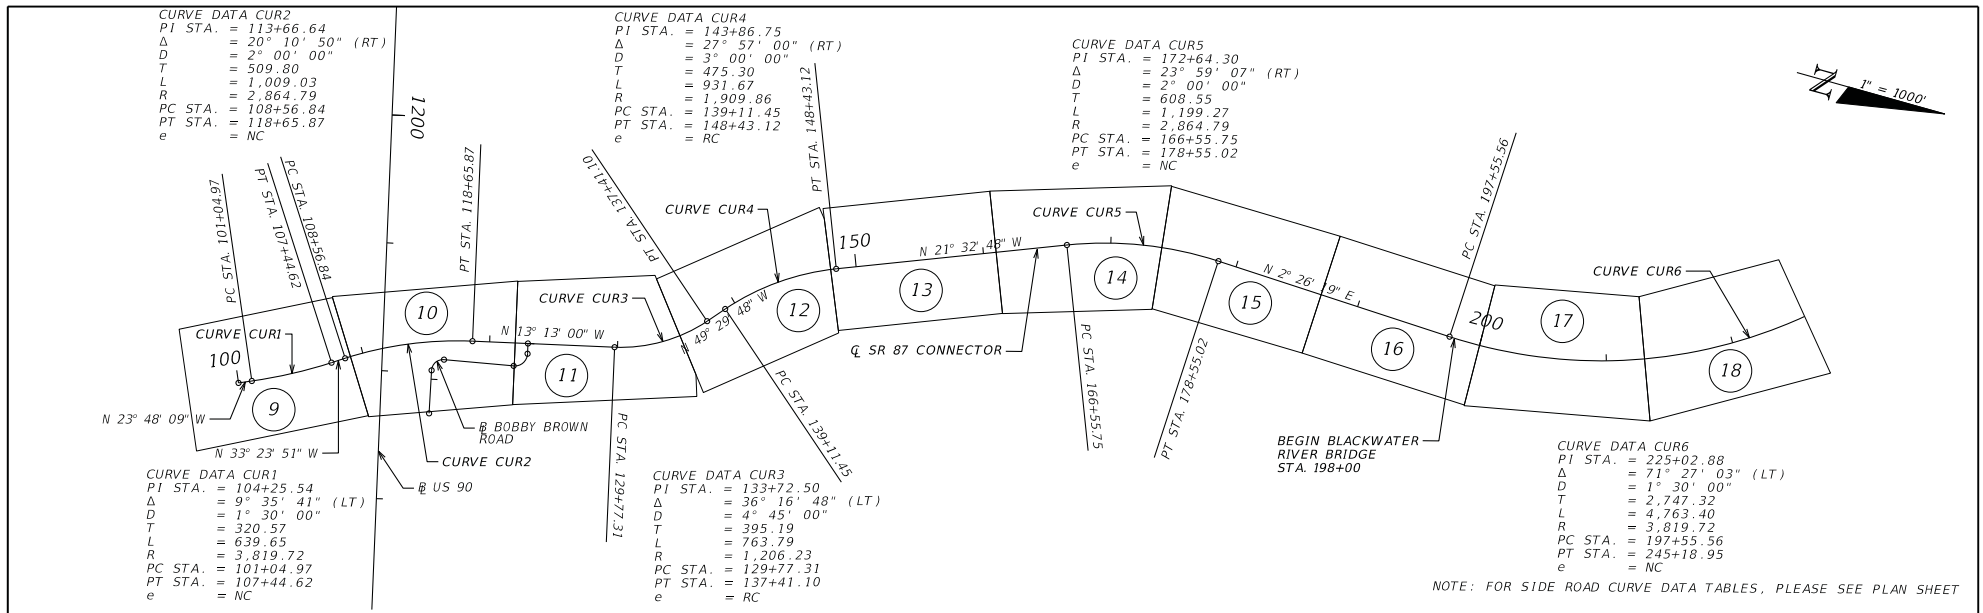 CURVE DATA CUR2
PI STA. = 113+66.64
Δ = 20° 10' 50" (RT)
D = 2° 00' 00"
T = 509.80
L = 1,009.03
R = 2,864.79
PC STA. = 108+56.84
PT STA. = 118+65.87
e = NC
CURVE DATA CUR4
PI STA. = 143+86.75
Δ = 27° 57' 00" (RT)
D = 3° 00' 00"
T = 475.30
L = 931.67
R = 1,909.86
PC STA. = 139+11.45
PT STA. = 148+43.12
e = RC
CURVE DATA CUR5
PI STA. = 172+64.30
Δ = 23° 59' 07" (RT)
D = 2° 00' 00"
T = 608.55
L = 1,199.27
R = 2,864.79
PC STA. = 166+55.75
PT STA. = 178+55.02
e = NC
N
1" = 1000'
1200
PC STA. 101+04.97
PT STA. 107+44.62
PC STA. 108+56.84
PT STA. 118+65.87
PT STA. 137+41.10
PT STA. 148+43.12
PC STA. 197+55.56
CURVE CUR4
CURVE CUR5
150
N 21° 32' 48" W
CURVE CUR6
N 2° 26' 19" E
CURVE CUR3
CURVE CUR1
100
10
N 13° 13' 00" W
N 49° 29' 48" W
12
13
14
15
200
17
℄ SR 87 CONNECTOR
16
18
9
11
N 23° 48' 09" W
N 33° 23' 51" W
℄ BOBBY BROWN
ROAD
CURVE CUR2
℄ US 90
PC STA. 129+77.31
PC STA. 139+11.45
PC STA. 166+55.75
PT STA. 178+55.02
BEGIN BLACKWATER
RIVER BRIDGE
STA. 198+00
CURVE DATA CUR1
PI STA. = 104+25.54
Δ = 9° 35' 41" (LT)
D = 1° 30' 00"
T = 320.57
L = 639.65
R = 3,819.72
PC STA. = 101+04.97
PT STA. = 107+44.62
e = NC
CURVE DATA CUR3
PI STA. = 133+72.50
Δ = 36° 16' 48" (LT)
D = 4° 45' 00"
T = 395.19
L = 763.79
R = 1,206.23
PC STA. = 129+77.31
PT STA. = 137+41.10
e = RC
CURVE DATA CUR6
PI STA. = 225+02.88
Δ = 71° 27' 03" (LT)
D = 1° 30' 00"
T = 2,747.32
L = 4,763.40
R = 3,819.72
PC STA. = 197+55.56
PT STA. = 245+18.95
e = NC
NOTE: FOR SIDE ROAD CURVE DATA TABLES, PLEASE SEE PLAN SHEET